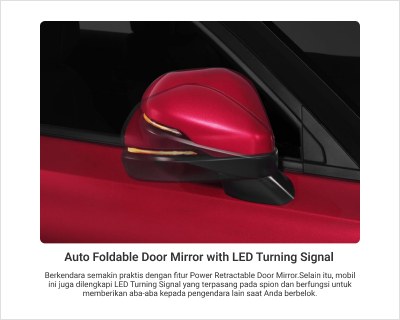 Auto Foldable Door Mirror with LED Turning Signal
Berkendara semakin praktis dengan fitur Power Retractable Door Mirror.Selain itu, mobil
ini juga dilengkapi LED Turning Signal yang terpasang pada spion dan berfungsi untuk
memberikan aba-aba kepada pengendara lain saat Anda berbelok.